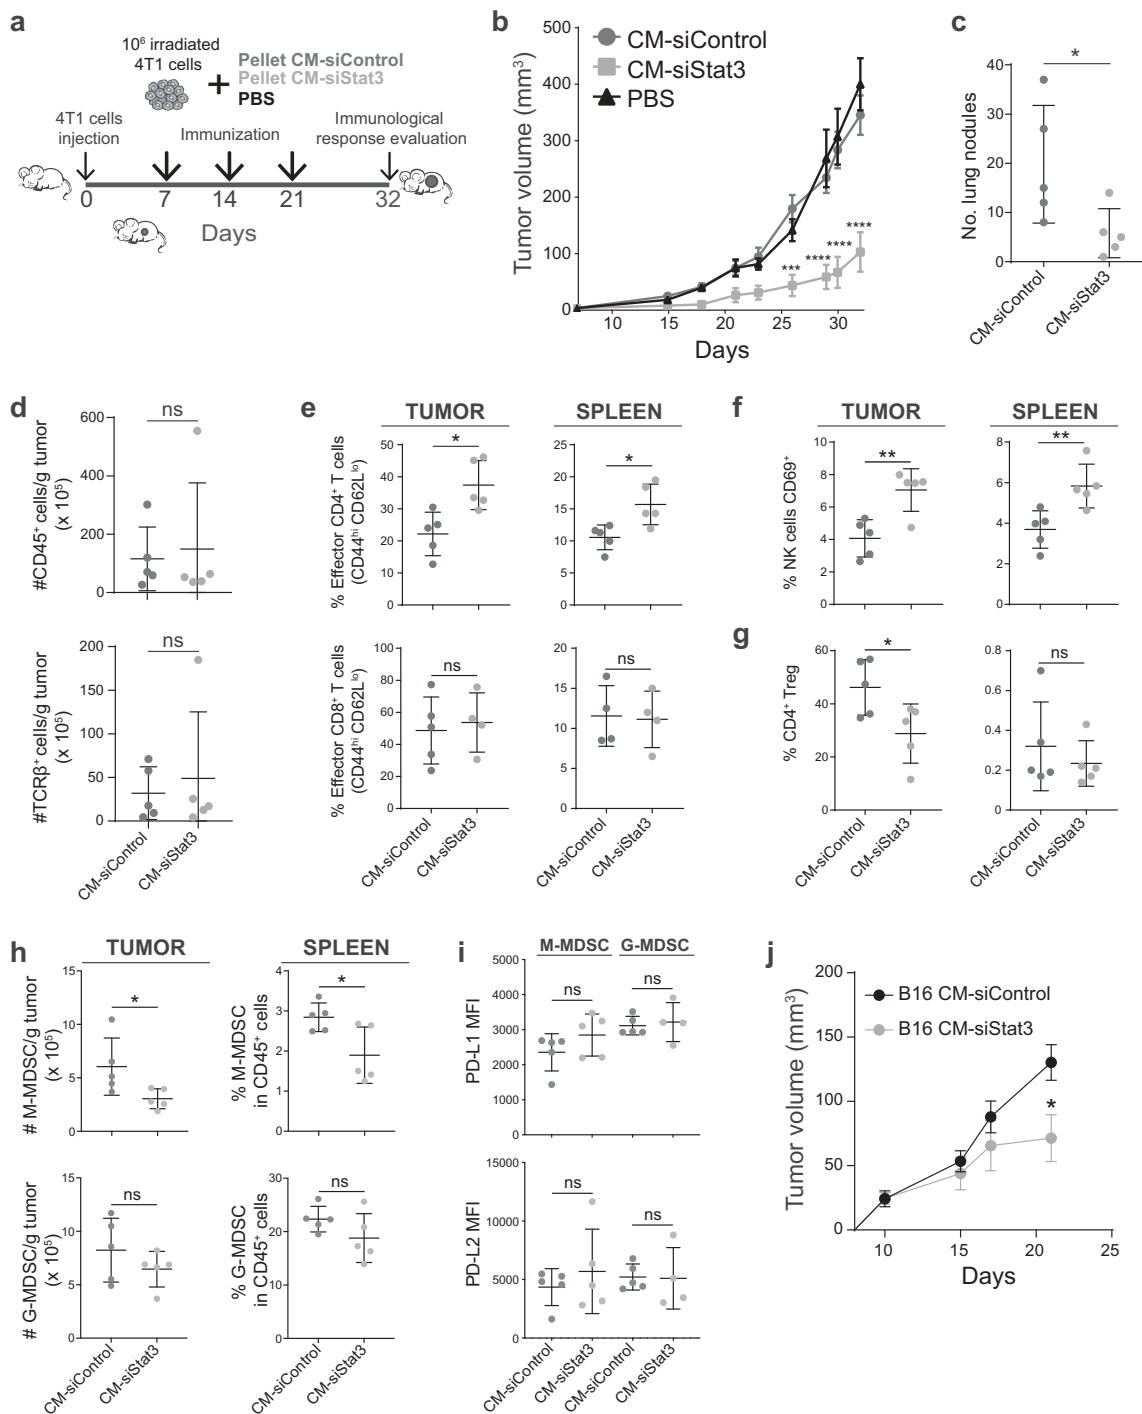 a
10⁶ irradiated
4T1 cells
+
Pellet CM-siControl
Pellet CM-siStat3
PBS
4T1 cells
injection
Immunization
Immunological
response evaluation
0
7
14
21
32
Days
b
CM-siControl
CM-siStat3
PBS
Tumor volume (mm³)
500
400
300
200
100
0
***
****
****
****
10
15
20
25
30
Days
c
*
No. lung nodules
40
30
20
10
0
CM-siControl
CM-siStat3
d
ns
#CD45⁺ cells/g tumor
(x 10⁵)
600
400
200
0
ns
#TCRβ⁺ cells/g tumor
(x 10⁵)
200
150
100
50
0
CM-siControl
CM-siStat3
e
TUMOR
SPLEEN
% Effector CD4⁺ T cells
(CD44ʰⁱ CD62Lˡᵒ)
50
40
30
20
10
0
*
25
20
15
10
5
0
*
% Effector CD8⁺ T cells
(CD44ʰⁱ CD62Lˡᵒ)
100
80
60
40
20
0
ns
20
15
10
5
0
ns
CM-siControl
CM-siStat3
CM-siControl
CM-siStat3
f
TUMOR
SPLEEN
% NK cells CD69⁺
10
8
6
4
2
0
**
8
6
4
2
0
**
g
% CD4⁺ Treg
60
40
20
0
*
0.8
0.6
0.4
0.2
0
ns
CM-siControl
CM-siStat3
CM-siControl
CM-siStat3
h
TUMOR
SPLEEN
# M-MDSC/g tumor
(x 10⁵)
15
10
5
0
*
% M-MDSC
in CD45⁺ cells
4
3
2
1
0
*
# G-MDSC/g tumor
(x 10⁵)
15
10
5
0
ns
% G-MDSC
in CD45⁺ cells
30
20
10
0
ns
CM-siControl
CM-siStat3
CM-siControl
CM-siStat3
i
M-MDSC
G-MDSC
PD-L1 MFI
5000
4000
3000
2000
1000
0
ns
ns
PD-L2 MFI
15000
10000
5000
0
ns
ns
CM-siControl
CM-siStat3
CM-siControl
CM-siStat3
j
B16 CM-siControl
B16 CM-siStat3
Tumor volume (mm³)
200
150
100
50
0
*
10
15
20
25
Days